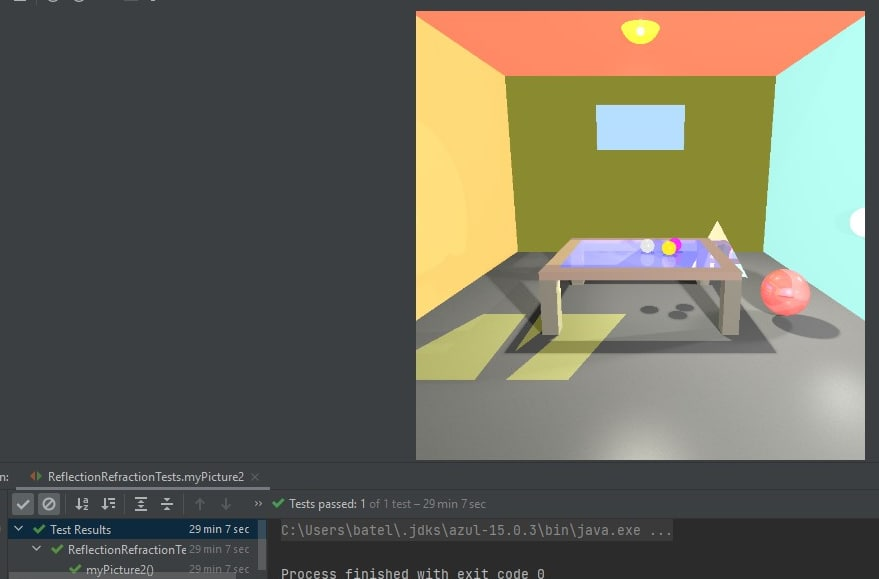 n:
ReflectionRefractionTests.myPicture2
Tests passed: 1 of 1 test – 29 min 7 sec
Test Results 29 min 7 sec
ReflectionRefractionTe 29 min 7 sec
myPicture2() 29 min 7 sec
C:\Users\batel\.jdks\azul-15.0.3\bin\java.exe ...
Process finished with exit code 0